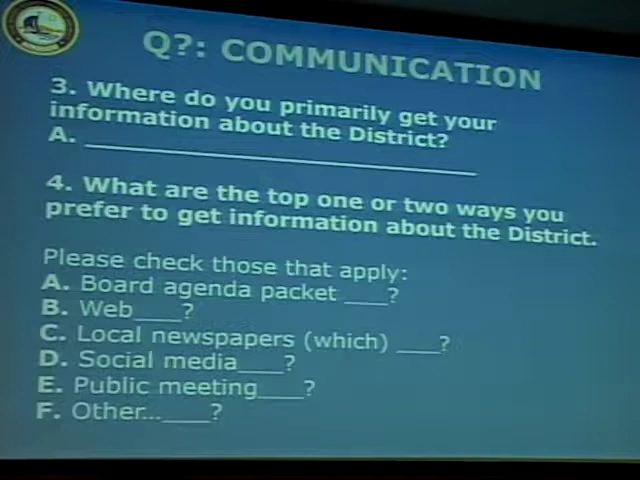 Q?: COMMUNICATION
3. Where do you primarily get your
information about the District?
A. ____________________
4. What are the top one or two ways you
prefer to get information about the District.
Please check those that apply:
A. Board agenda packet ___?
B. Web___?
C. Local newspapers (which) ___?
D. Social media___?
E. Public meeting___?
F. Other...___?